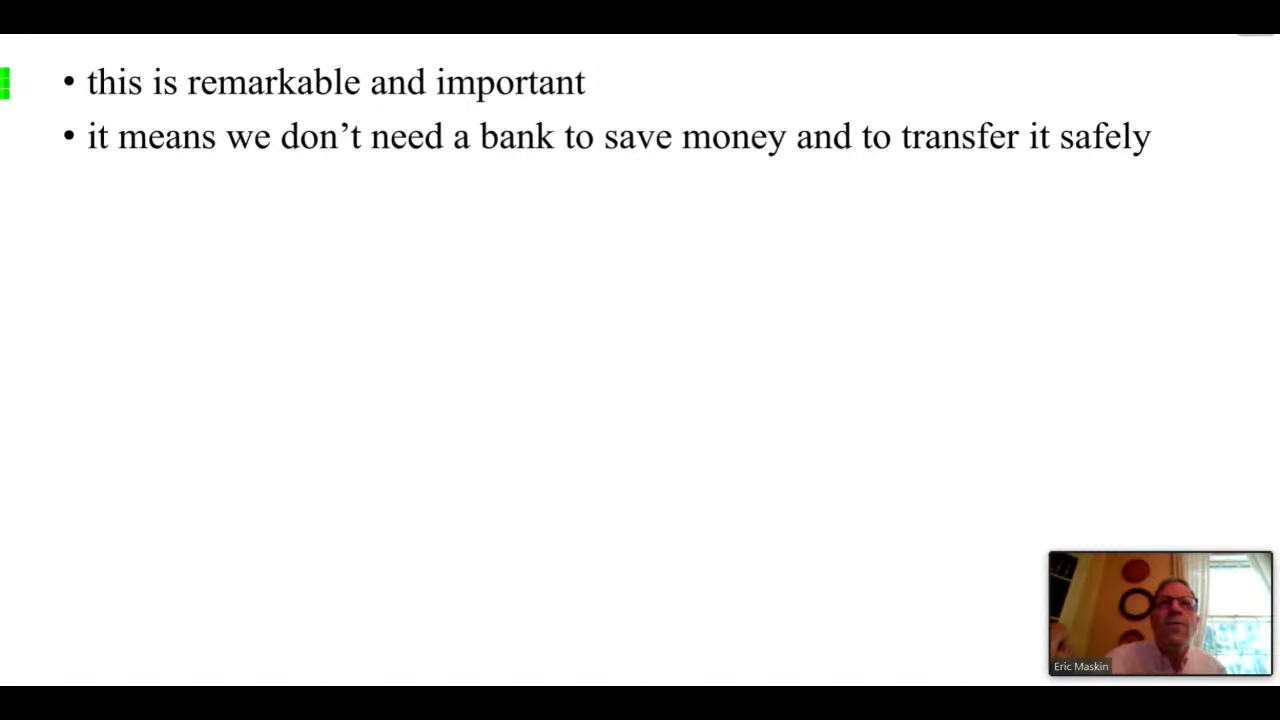 • this is remarkable and important
• it means we don’t need a bank to save money and to transfer it safely
Eric Maskin